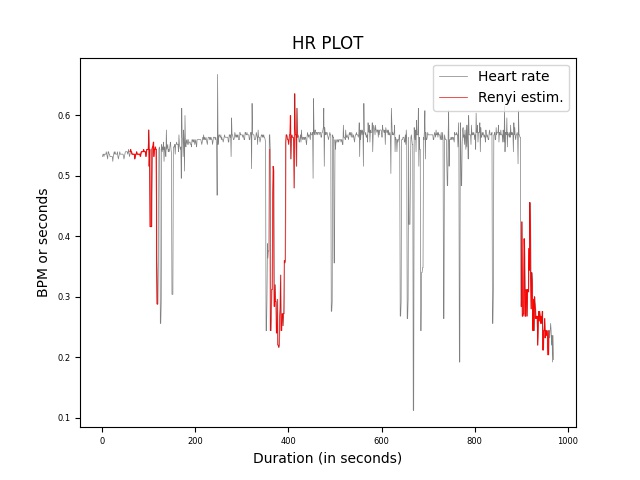 HR PLOT
Heart rate
Renyi estim.
BPM or seconds
0.6
0.5
0.4
0.3
0.2
0.1
0
200
400
600
800
1000
Duration (in seconds)